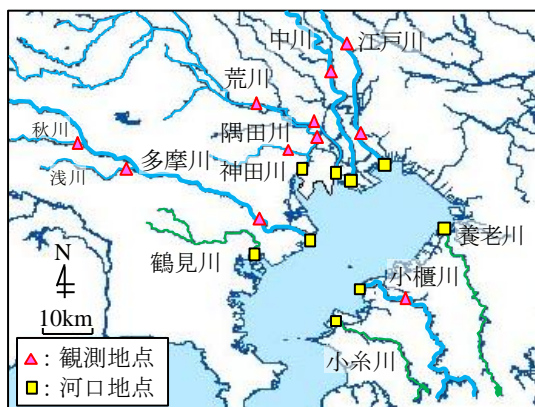 中川
江戸川
荒川
秋川
隅田川
多摩川
神田川
浅川
N
鶴見川
養老川
小櫃川
10km
小糸川
：観測地点
：河口地点